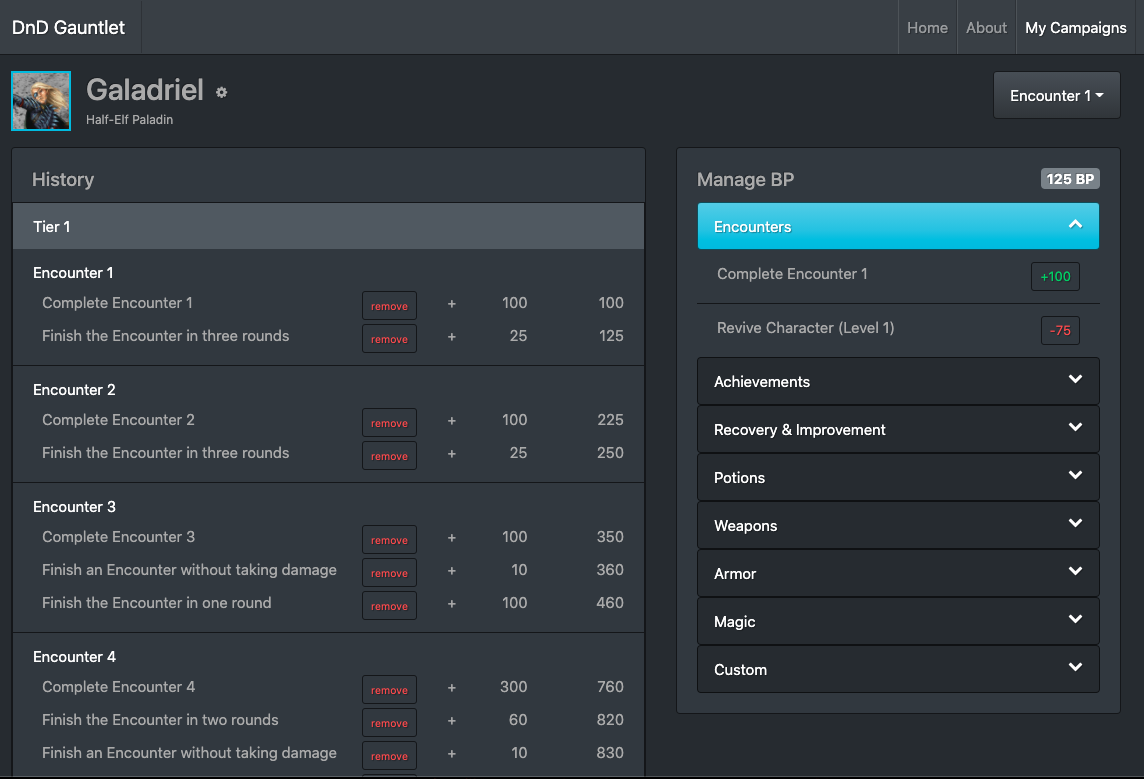 DnD Gauntlet
Home About My Campaigns
Galadriel
Half-Elf Paladin
Encounter 1
History
Tier 1
Encounter 1
Complete Encounter 1 remove + 100 100
Finish the Encounter in three rounds remove + 25 125
Encounter 2
Complete Encounter 2 remove + 100 225
Finish the Encounter in three rounds remove + 25 250
Encounter 3
Complete Encounter 3 remove + 100 350
Finish an Encounter without taking damage remove + 10 360
Finish the Encounter in one round remove + 100 460
Encounter 4
Complete Encounter 4 remove + 300 760
Finish the Encounter in two rounds remove + 60 820
Finish an Encounter without taking damage remove + 10 830
Manage BP 125 BP
Encounters
Complete Encounter 1 +100
Revive Character (Level 1) -75
Achievements
Recovery & Improvement
Potions
Weapons
Armor
Magic
Custom